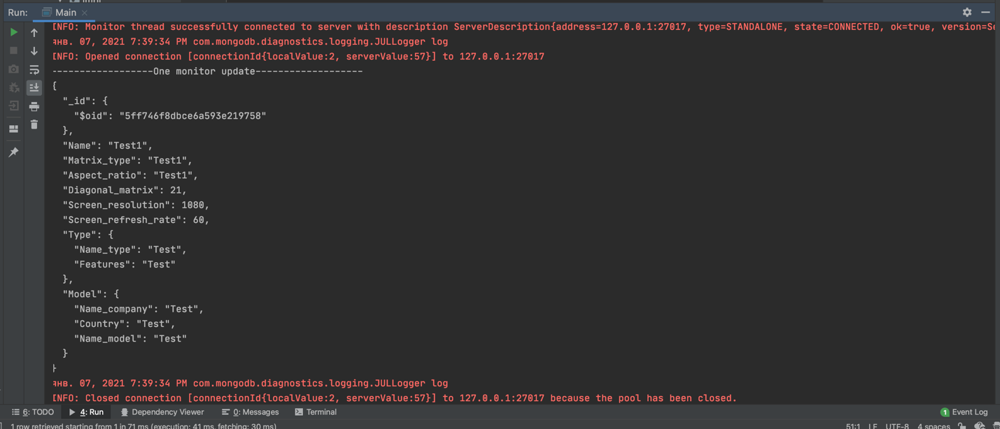 Run: Main
INFO: Monitor thread successfully connected to server with description ServerDescription{address=127.0.0.1:27017, type=STANDALONE, state=CONNECTED, ok=true, version=Se
янв. 07, 2021 7:39:34 PM com.mongodb.diagnostics.logging.JULLogger log
INFO: Opened connection [connectionId{localValue:2, serverValue:57}] to 127.0.0.1:27017
------------------One monitor update-------------------
{
  "_id": {
    "$oid": "5ff746f8dbce6a593e219758"
  },
  "Name": "Test1",
  "Matrix_type": "Test1",
  "Aspect_ratio": "Test1",
  "Diagonal_matrix": 21,
  "Screen_resolution": 1080,
  "Screen_refresh_rate": 60,
  "Type": {
    "Name_type": "Test",
    "Features": "Test"
  },
  "Model": {
    "Name_company": "Test",
    "Country": "Test",
    "Name_model": "Test"
  }
}
янв. 07, 2021 7:39:34 PM com.mongodb.diagnostics.logging.JULLogger log
INFO: Closed connection [connectionId{localValue:2, serverValue:57}] to 127.0.0.1:27017 because the pool has been closed.
6: TODO 4: Run Dependency Viewer 0: Messages Terminal 1 Event Log
1 row retrieved starting from 1 in 71 ms (execution: 41 ms, fetching: 30 ms) 51:1 LF UTF-8 4 spaces